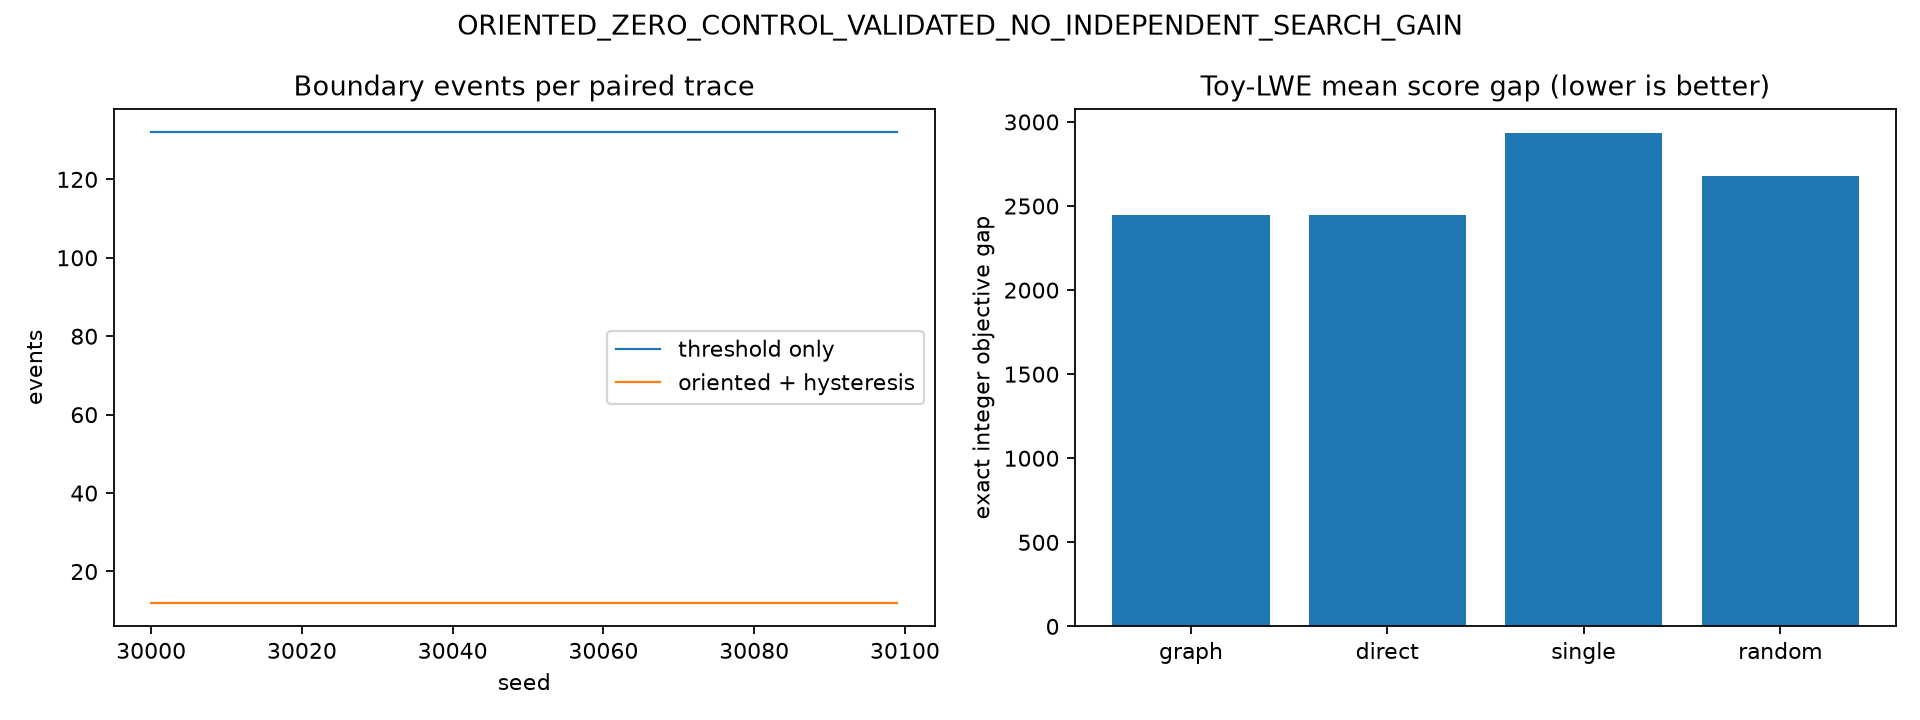 ORIENTED_ZERO_CONTROL_VALIDATED_NO_INDEPENDENT_SEARCH_GAIN
Boundary events per paired trace
events
120
100
80
60
40
20
threshold only
oriented + hysteresis
30000 30020 30040 30060 30080 30100
seed
Toy-LWE mean score gap (lower is better)
exact integer objective gap
3000
2500
2000
1500
1000
500
0
graph direct single random